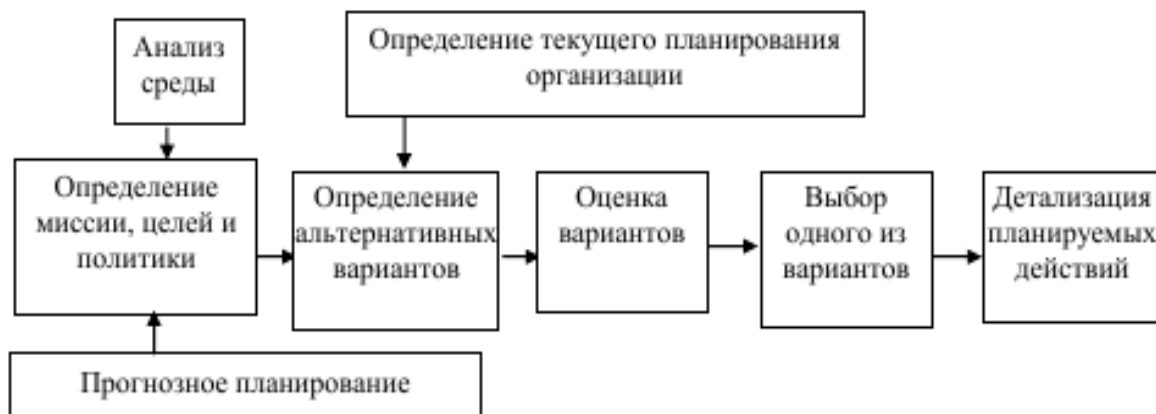 Анализ
среды
Определение текущего планирования
организации
Определение
миссии, целей и
политики
Определение
альтернативных
вариантов
Оценка
вариантов
Выбор
одного из
вариантов
Детализация
планируемых
действий
Прогнозное планирование